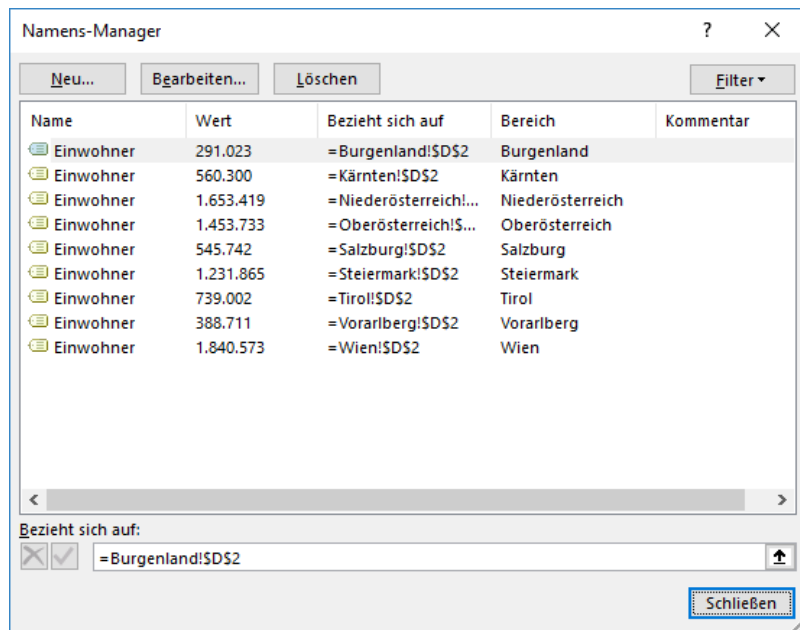 Namens-Manager ?
Neu... Bearbeiten... Löschen Filter
Name Wert Bezieht sich auf Bereich Kommentar
Einwohner 291.023 =Burgenland!$D$2 Burgenland
Einwohner 560.300 =Kärnten!$D$2 Kärnten
Einwohner 1.653.419 =Niederösterreich!... Niederösterreich
Einwohner 1.453.733 =Oberösterreich!$... Oberösterreich
Einwohner 545.742 =Salzburg!$D$2 Salzburg
Einwohner 1.231.865 =Steiermark!$D$2 Steiermark
Einwohner 739.002 =Tirol!$D$2 Tirol
Einwohner 388.711 =Vorarlberg!$D$2 Vorarlberg
Einwohner 1.840.573 =Wien!$D$2 Wien
Bezieht sich auf:
=Burgenland!$D$2
Schließen